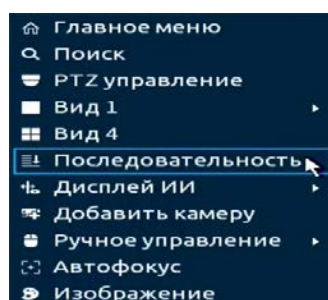 Главное меню
Поиск
PTZ управление
Вид 1
Вид 4
Последовательность
Дисплей ИИ
Добавить камеру
Ручное управление
Автофокус
Изображение